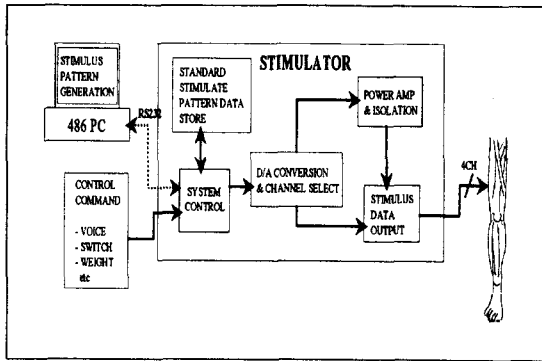 STIMULUS
PATTERN
GENERATION
486 PC
RS232
CONTROL
COMMAND
- VOICE
- SWITCH
- WEIGHT
etc
STIMULATOR
STANDARD
STIMULATE
PATTERN DATA
STORE
SYSTEM
CONTROL
D/A CONVERSION
& CHANNEL SELECT
POWER AMP
& ISOLATION
STIMULUS
DATA
OUTPUT
4CH